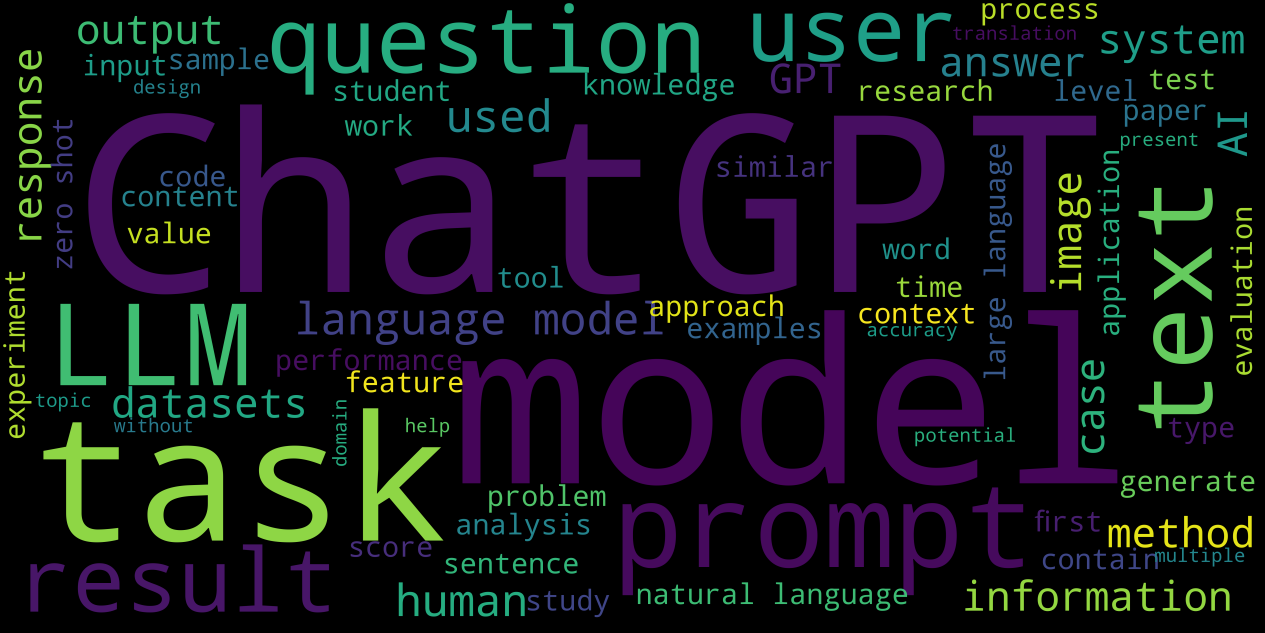 process
translation
output
question
user
system
input
sample
answer
response
design
student
knowledge
GPT
research
level
test
zero shot
work
used
paper
AI
present
ChatGPT
similar
code
content
value
large language
image
application
text
word
tool
time
evaluation
experiment
LLM
language model
approach
context
examples
accuracy
performance
feature
model
case
topic
datasets
without
domain
help
potential
type
task
problem
generate
analysis
prompt
first
method
score
result
sentence
contain
multiple
human
study
natural language
information